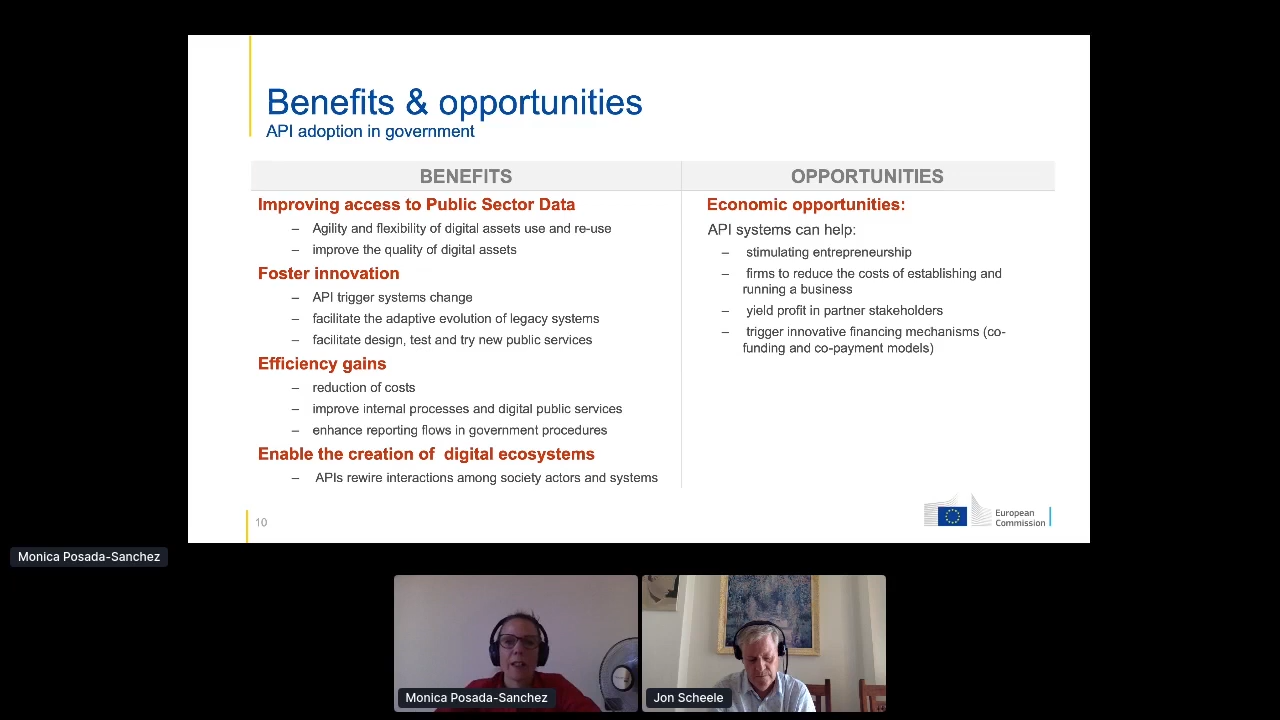 Benefits & opportunities
API adoption in government
BENEFITS
Improving access to Public Sector Data
– Agility and flexibility of digital assets use and re-use
– improve the quality of digital assets
Foster innovation
– API trigger systems change
– facilitate the adaptive evolution of legacy systems
– facilitate design, test and try new public services
Efficiency gains
– reduction of costs
– improve internal processes and digital public services
– enhance reporting flows in government procedures
Enable the creation of digital ecosystems
– APIs rewire interactions among society actors and systems
OPPORTUNITIES
Economic opportunities:
API systems can help:
– stimulating entrepreneurship
– firms to reduce the costs of establishing and
running a business
– yield profit in partner stakeholders
– trigger innovative financing mechanisms (co-
funding and co-payment models)
10
European
Commission
Monica Posada-Sanchez
Monica Posada-Sanchez
Jon Scheele